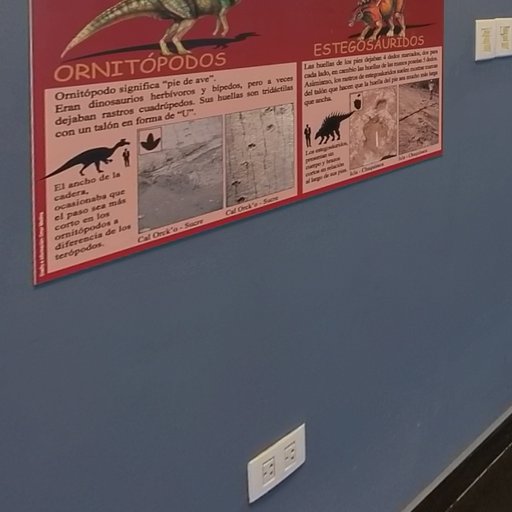 ORNITÓPODOS
Ornitópodo significa "pie de ave".
Eran dinosaurios herbívoros y bípedos, pero a veces
dejaban rastros cuadrúpedos. Sus huellas son tridáctilas
con un talón en forma de "U".
El ancho de la
cadera,
ocasionaba que
el paso sea más
corto en los
ornitópodos a
diferencia de los
terópodos.
Cal Orck'o - Sucre
Cal Orck'o - Sucre
ESTEGOSÁURIDOS
Las huellas de los pies dejaban 4 dedos marcados, dos para
cada lado, en cambio las huellas de las manos poseían 5 dedos.
Asimismo, los rastros de estegosáuridos suelen mostrar marcas
del talón que hacen que la huella del pie sea mucho más larga
que ancha.
Los estegosáuridos,
presentan un
cuerpo y brazos
cortos en relación
al largo de sus pies.
Icla - Chuquisaca
Icla - Chuquisaca